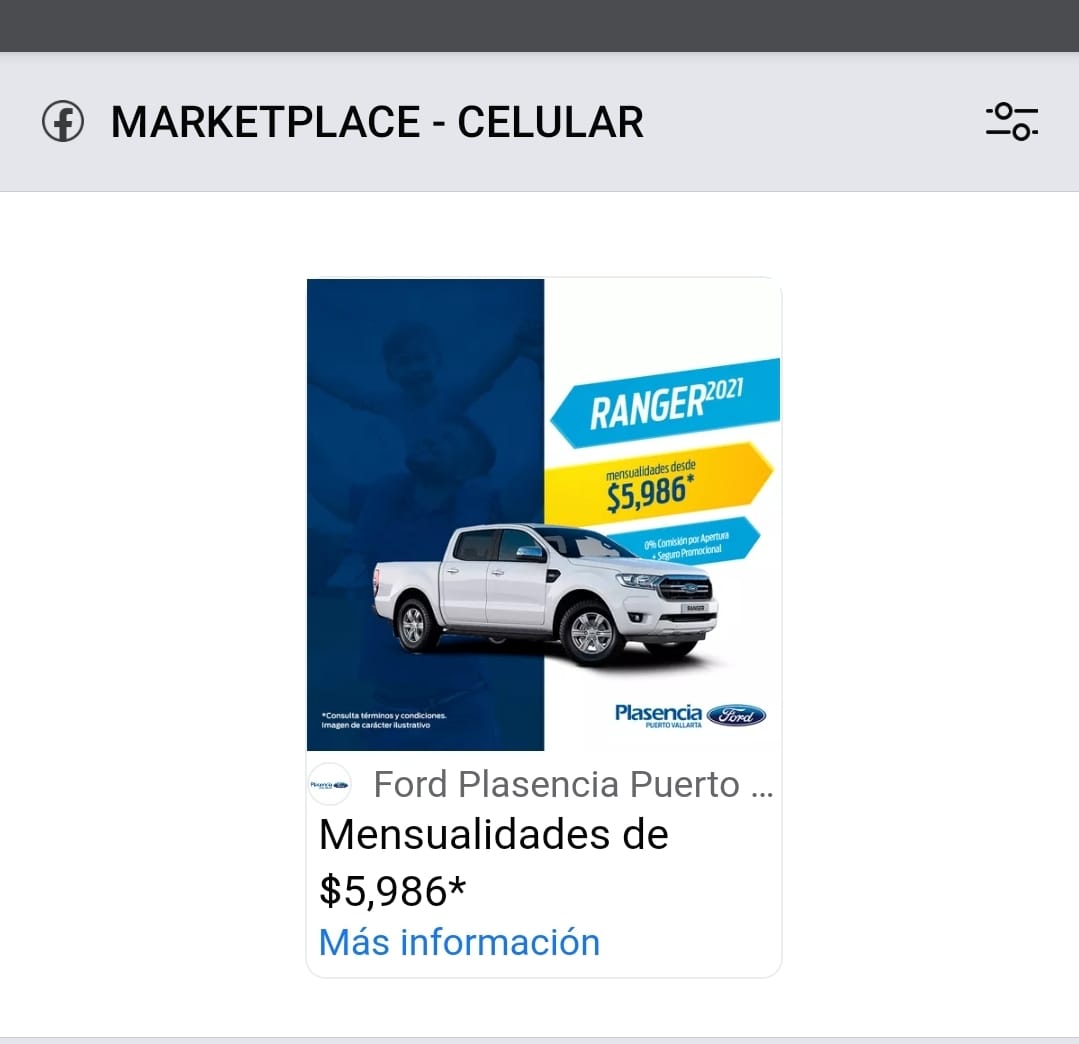 MARKETPLACE - CELULAR
RANGER 2021
mensualidades desde
$5,986*
0% Comisión por Apertura
+ Seguro Promocional
RANGER
*Consulta términos y condiciones.
Imagen de carácter ilustrativo
Plasencia Ford
PUERTO VALLARTA
Plasencia Ford
Ford Plasencia Puerto ...
Mensualidades de
$5,986*
Más información